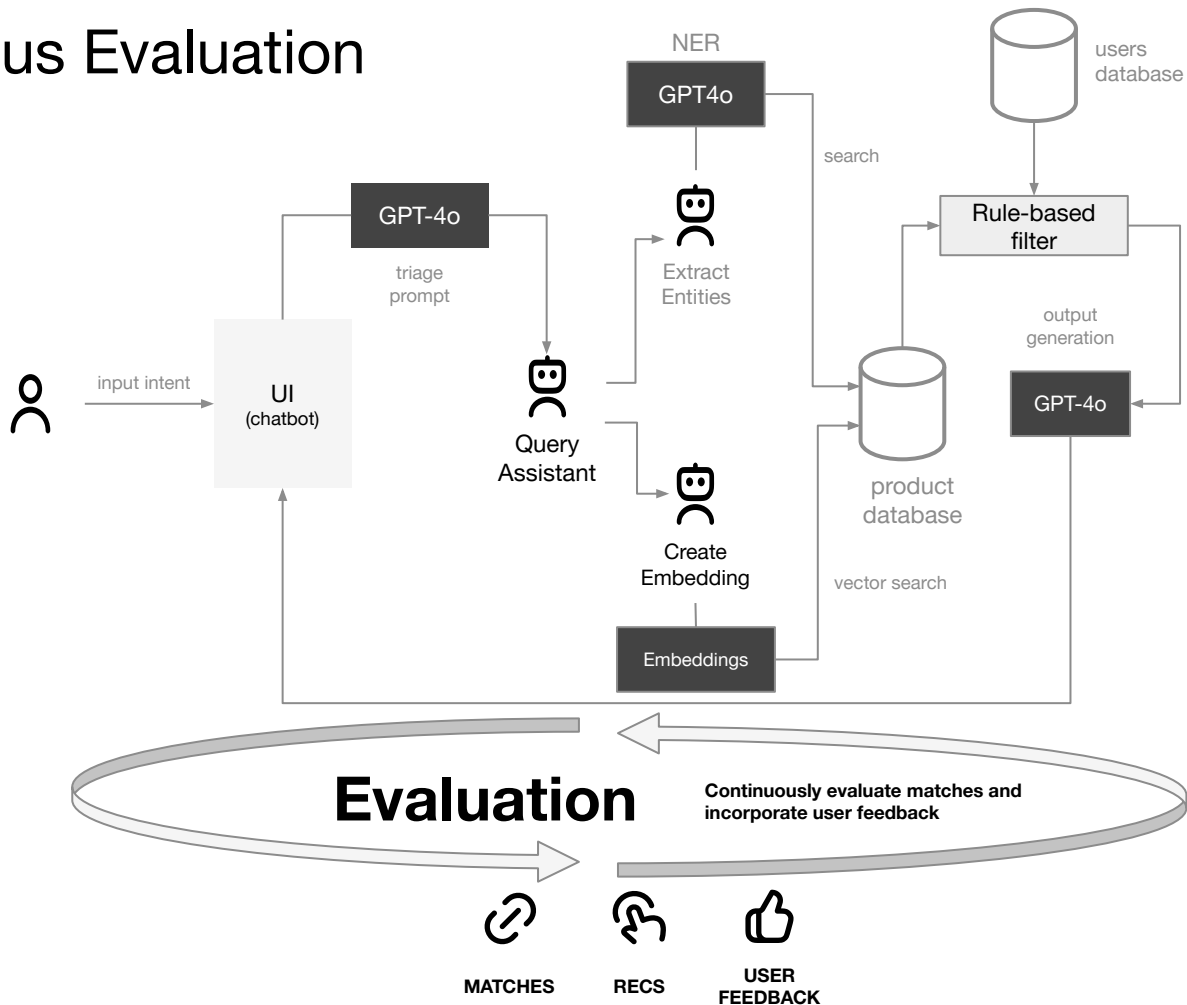 us Evaluation
NER
GPT4o
users
database
search
GPT-4o
triage
prompt
Extract
Entities
Rule-based
filter
output
generation
input intent
UI
(chatbot)
GPT-4o
Query
Assistant
product
database
Create
Embedding
vector search
Embeddings
Evaluation
Continuously evaluate matches and
incorporate user feedback
MATCHES
RECS
USER
FEEDBACK